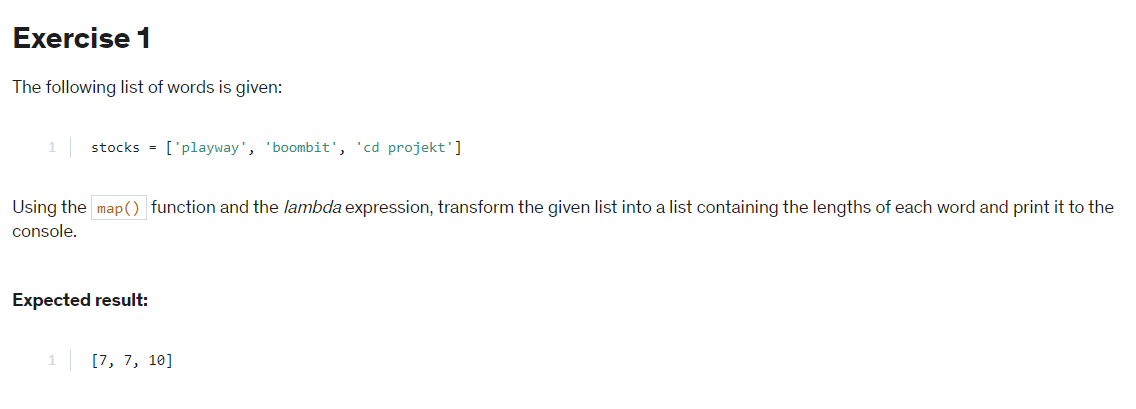 Exercise 1
The following list of words is given:
1 stocks = ['playway', 'boombit', 'cd projekt']
Using the map() function and the lambda expression, transform the given list into a list containing the lengths of each word and print it to the
console.
Expected result:
1 [7, 7, 10]